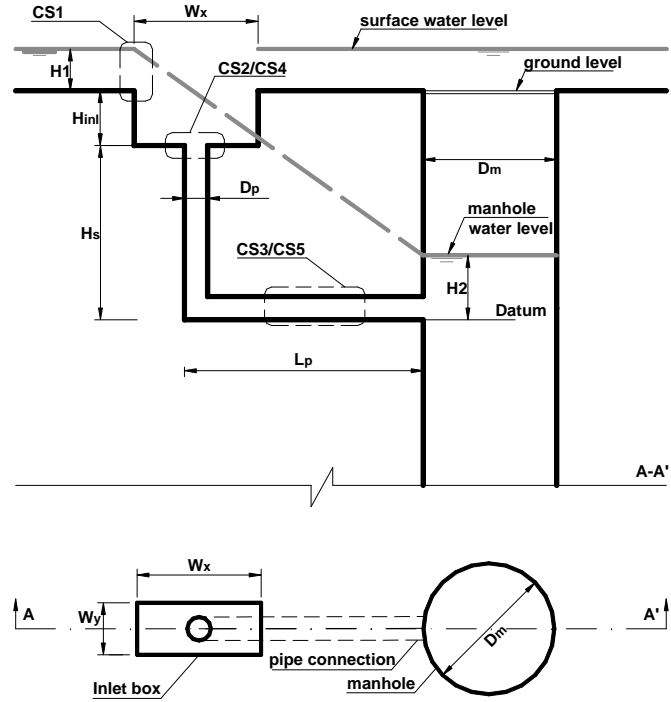 CS1
Wx
surface water level
H1
CS2/CS4
ground level
Hinl
Dm
Dp
manhole
water level
Hs
CS3/CS5
H2
Datum
Lp
A-A'
Wx
A
Wy
A'
Dm
pipe connection
manhole
Inlet box